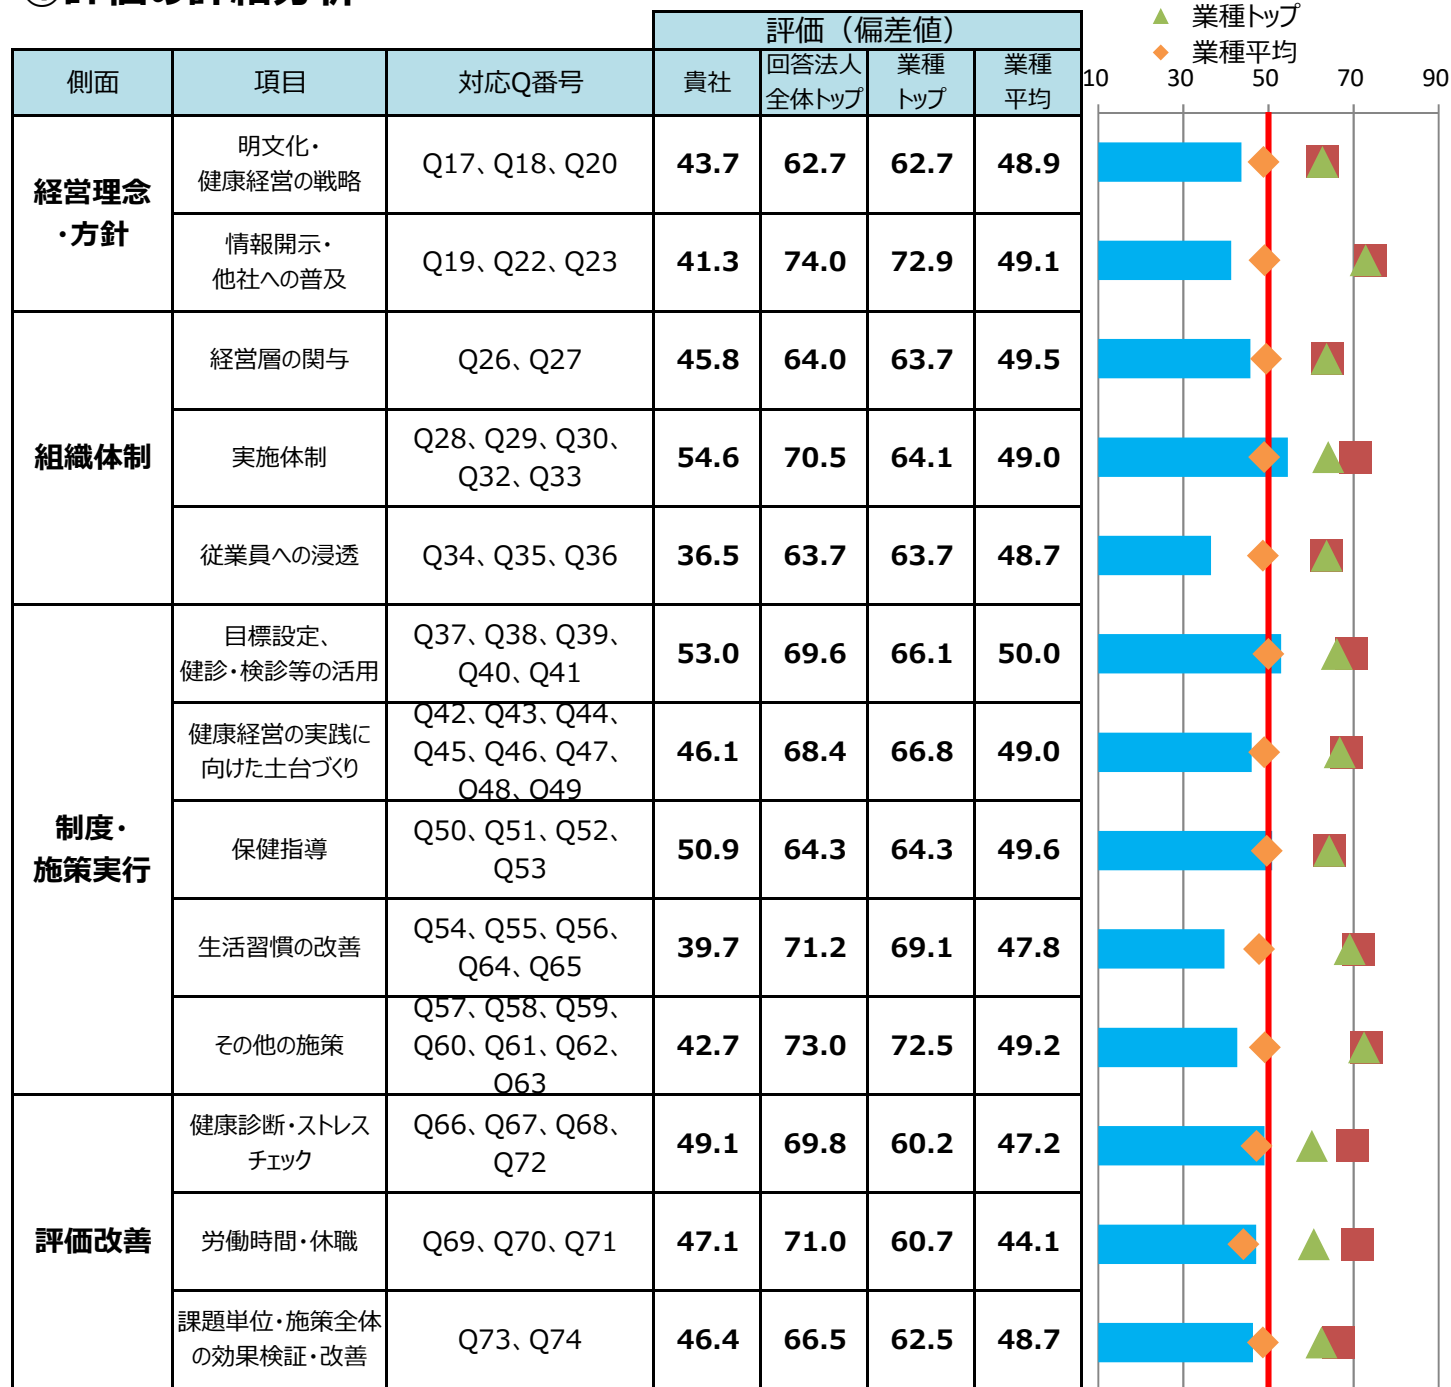 ①評価の詳細分析
▲ 業種トップ
◆ 業種平均
評価（偏差値）
側面 項目 対応Q番号 貴社 回答法人 業種 業種
全体トップ トップ 平均
10 30 50 70 90
経営理念
・方針
明文化・
健康経営の戦略
Q17、Q18、Q20 43.7 62.7 62.7 48.9
情報開示・
他社への普及
Q19、Q22、Q23 41.3 74.0 72.9 49.1
組織体制
経営層の関与 Q26、Q27 45.8 64.0 63.7 49.5
実施体制
Q28、Q29、Q30、
Q32、Q33
54.6 70.5 64.1 49.0
従業員への浸透 Q34、Q35、Q36 36.5 63.7 63.7 48.7
制度・
施策実行
目標設定、
健診・検診等の活用
Q37、Q38、Q39、
Q40、Q41
53.0 69.6 66.1 50.0
健康経営の実践に
向けた土台づくり
Q42、Q43、Q44、
Q45、Q46、Q47、
Q48、Q49
46.1 68.4 66.8 49.0
保健指導
Q50、Q51、Q52、
Q53
50.9 64.3 64.3 49.6
生活習慣の改善
Q54、Q55、Q56、
Q64、Q65
39.7 71.2 69.1 47.8
その他の施策
Q57、Q58、Q59、
Q60、Q61、Q62、
Q63
42.7 73.0 72.5 49.2
評価改善
健康診断・ストレス
チェック
Q66、Q67、Q68、
Q72
49.1 69.8 60.2 47.2
労働時間・休職 Q69、Q70、Q71 47.1 71.0 60.7 44.1
課題単位・施策全体
の効果検証・改善
Q73、Q74 46.4 66.5 62.5 48.7